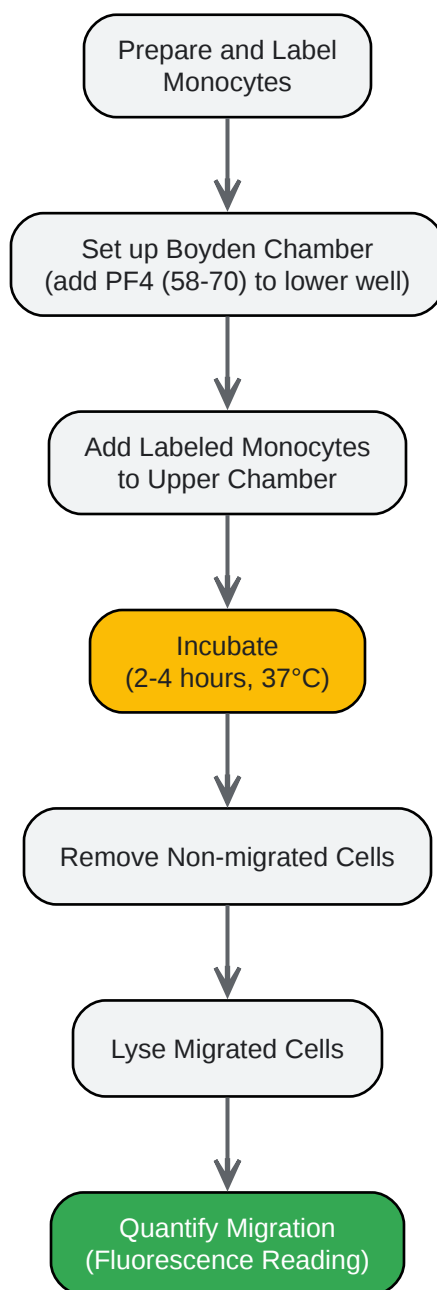 Prepare and Label
Monocytes
Set up Boyden Chamber
(add PF4 (58-70) to lower well)
Add Labeled Monocytes
to Upper Chamber
Incubate
(2-4 hours, 37°C)
Remove Non-migrated Cells
Lyse Migrated Cells
Quantify Migration
(Fluorescence Reading)